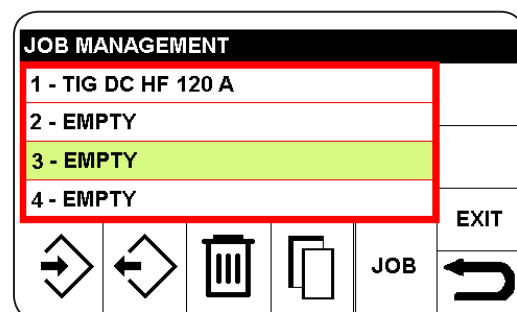 JOB MANAGEMENT
1 - TIG DC HF 120 A
2 - EMPTY
3 - EMPTY
4 - EMPTY
EXIT
JOB